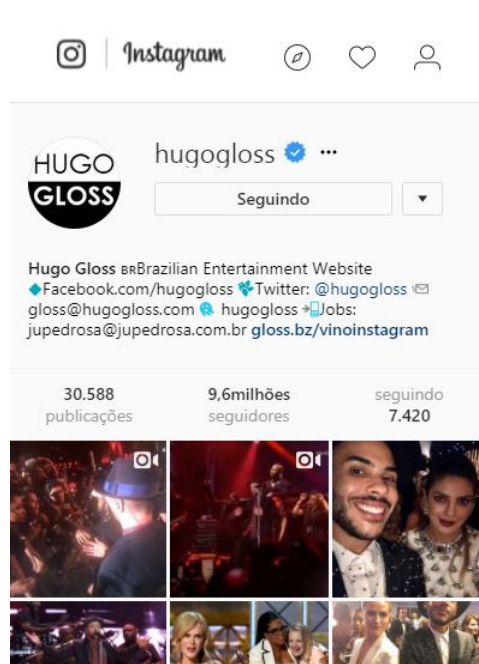 Instagram
HUGO
GLOSS
hugogloss
Seguindo
Hugo Gloss BRBrazilian Entertainment Website
Facebook.com/hugogloss Twitter: @hugogloss
gloss@hugogloss.com hugogloss Jobs:
jupedrosa@jupedrosa.com.br gloss.bz/vinoinstagram
30.588 9,6milhões seguindo
publicações seguidores 7.420